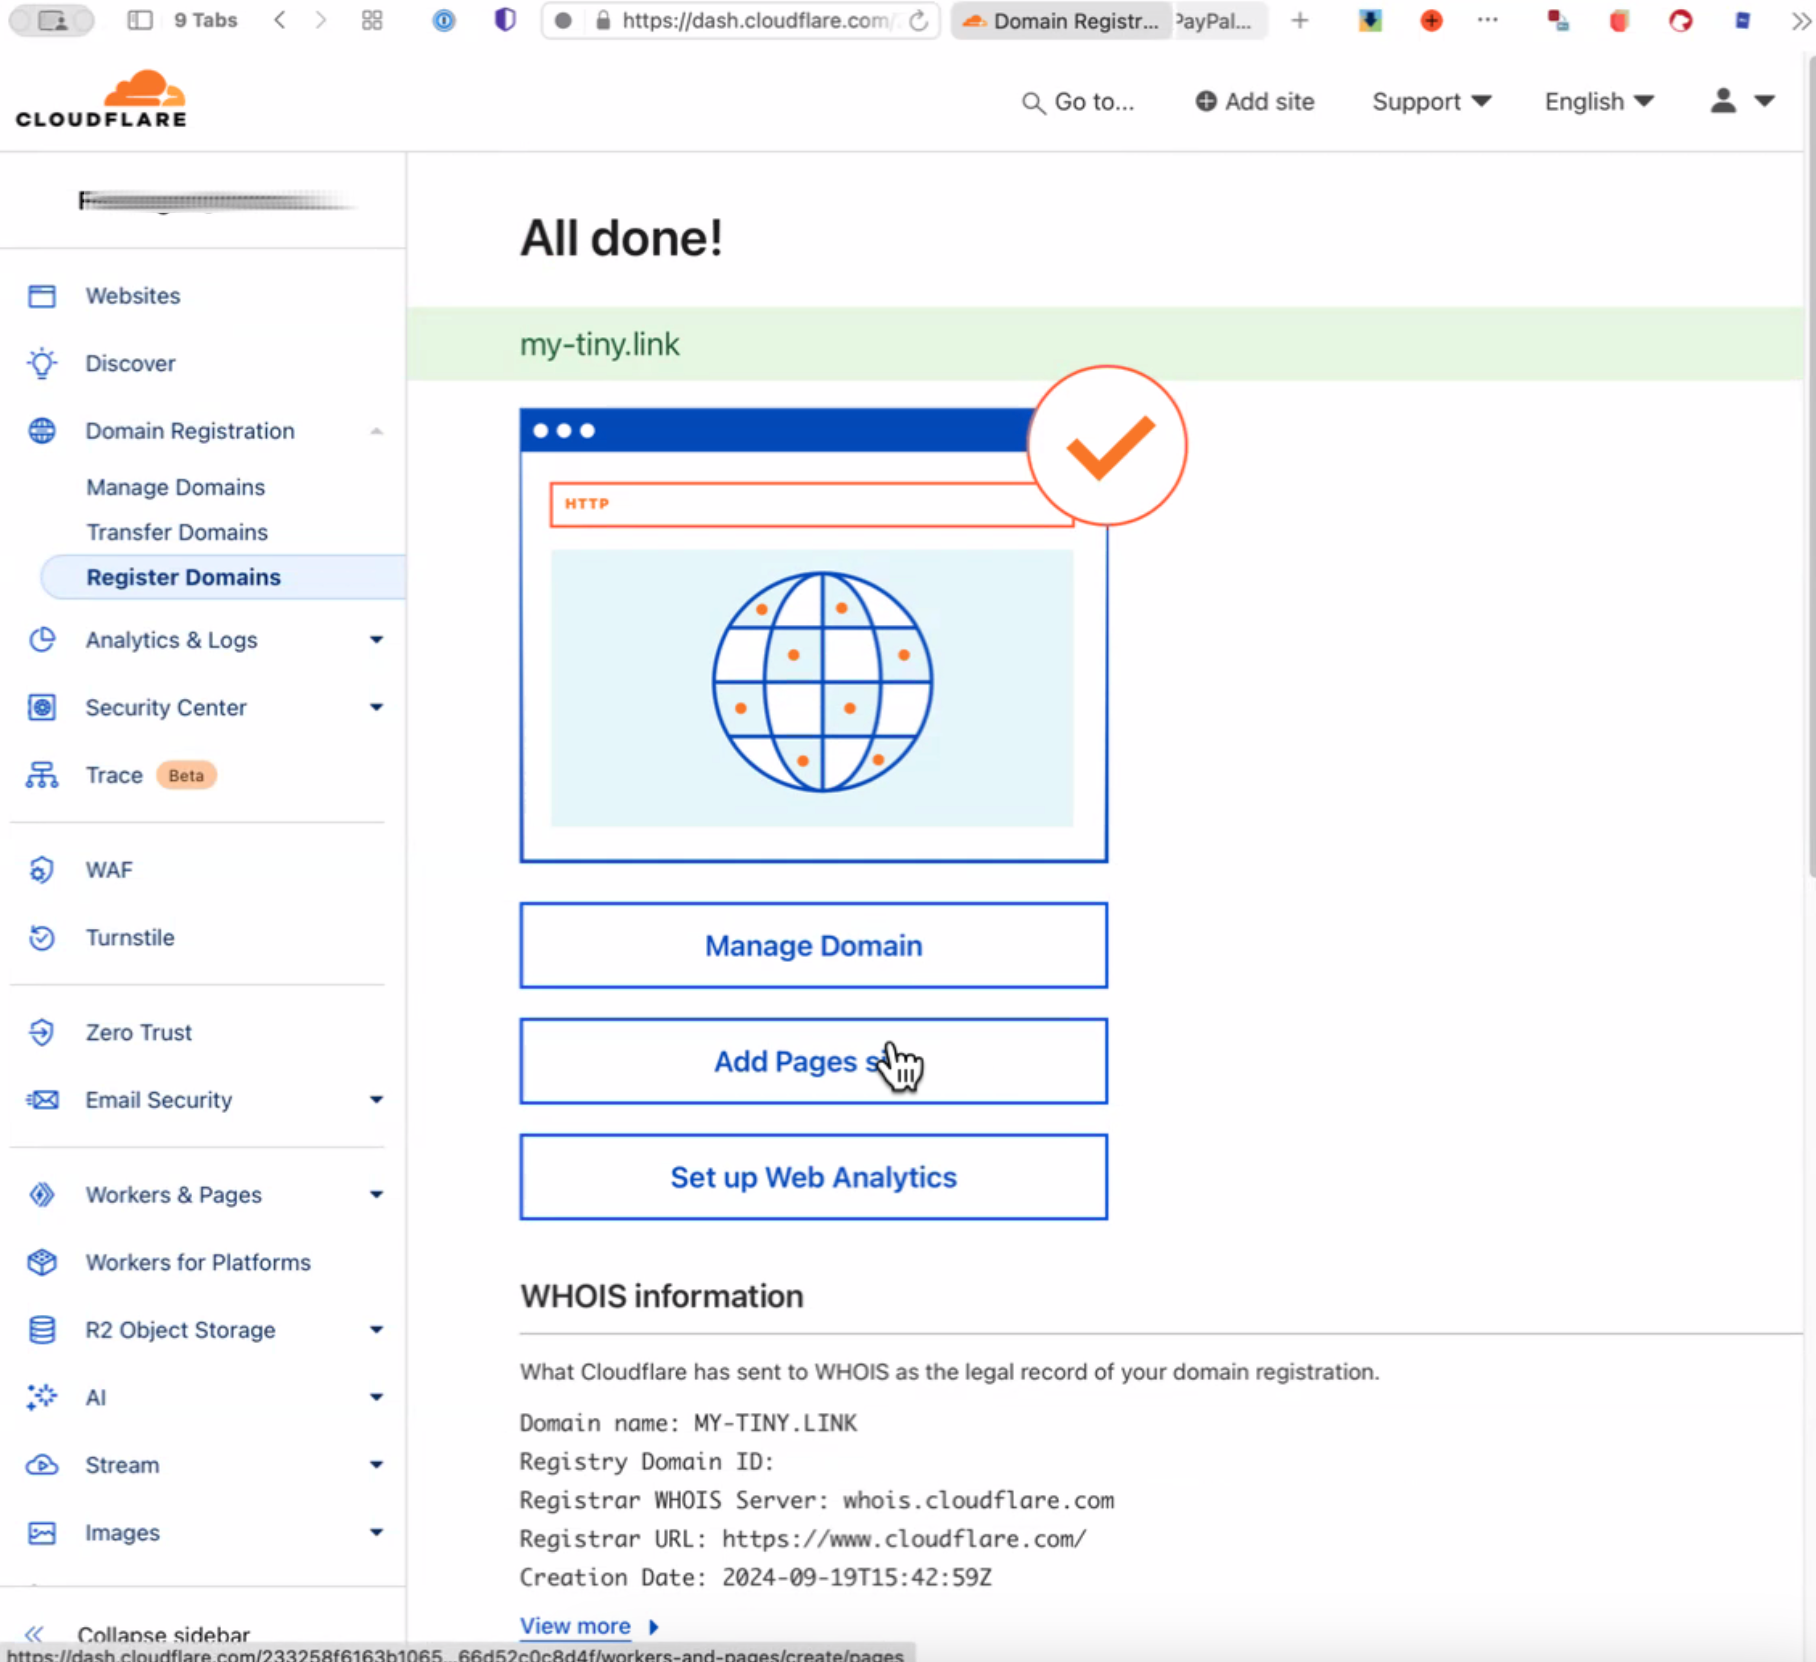 9 Tabs
https://dash.cloudflare.com/
Domain Registr...
PayPal...
CLOUDFLARE
Go to...
Add site
Support
English
All done!
my-tiny.link
HTTP
Websites
Discover
Domain Registration
Manage Domains
Transfer Domains
Register Domains
Analytics & Logs
Security Center
Trace Beta
WAF
Turnstile
Zero Trust
Email Security
Workers & Pages
Workers for Platforms
R2 Object Storage
AI
Stream
Images
Collapse sidebar
Manage Domain
Add Pages
Set up Web Analytics
WHOIS information
What Cloudflare has sent to WHOIS as the legal record of your domain registration.
Domain name: MY-TINY.LINK
Registry Domain ID:
Registrar WHOIS Server: whois.cloudflare.com
Registrar URL: https://www.cloudflare.com/
Creation Date: 2024-09-19T15:42:59Z
View more
https://dash.cloudflare.com/233258f6163b1065...66d52c0c8d4f/workers-and-pages/create/pages